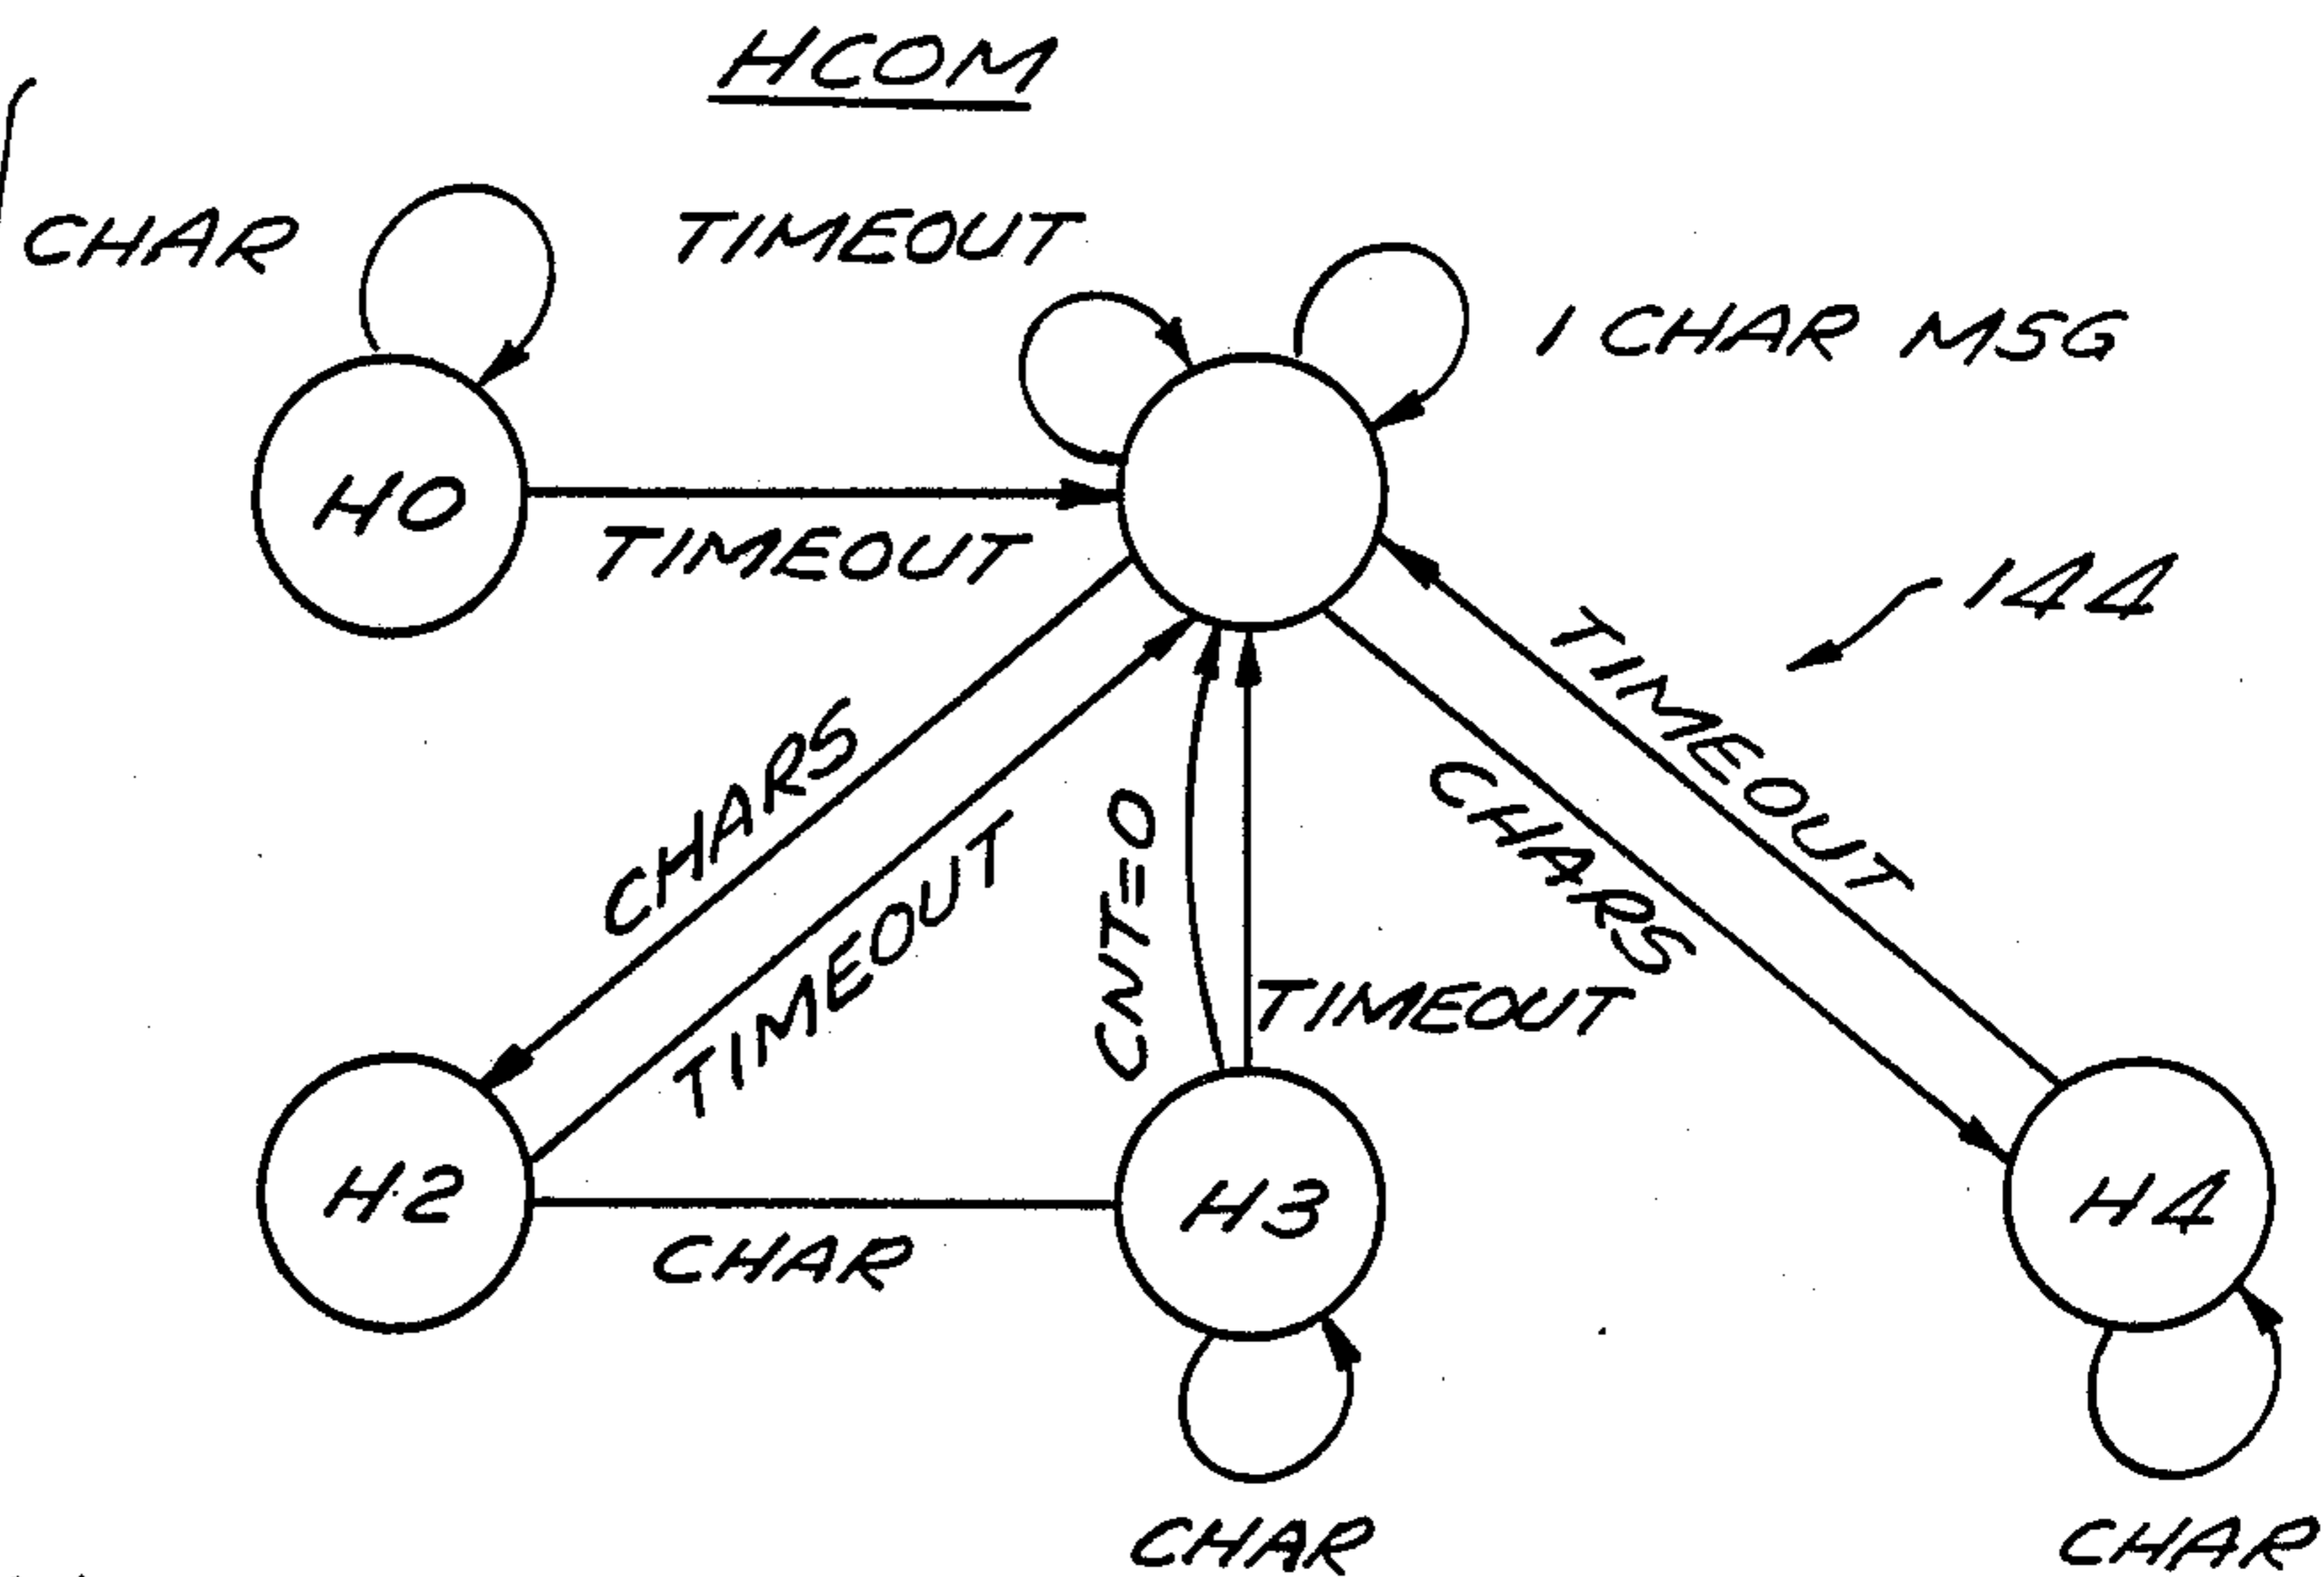 HCOM
CHAR
TIMEOUT
1 CHAR MSG
H0
TIMEOUT
144
TIMEOUT
CHARS
CHARS
TIMEOUT
CNT=0
TIMEOUT
H2
H3
H4
CHAR
CHAR
CHAR